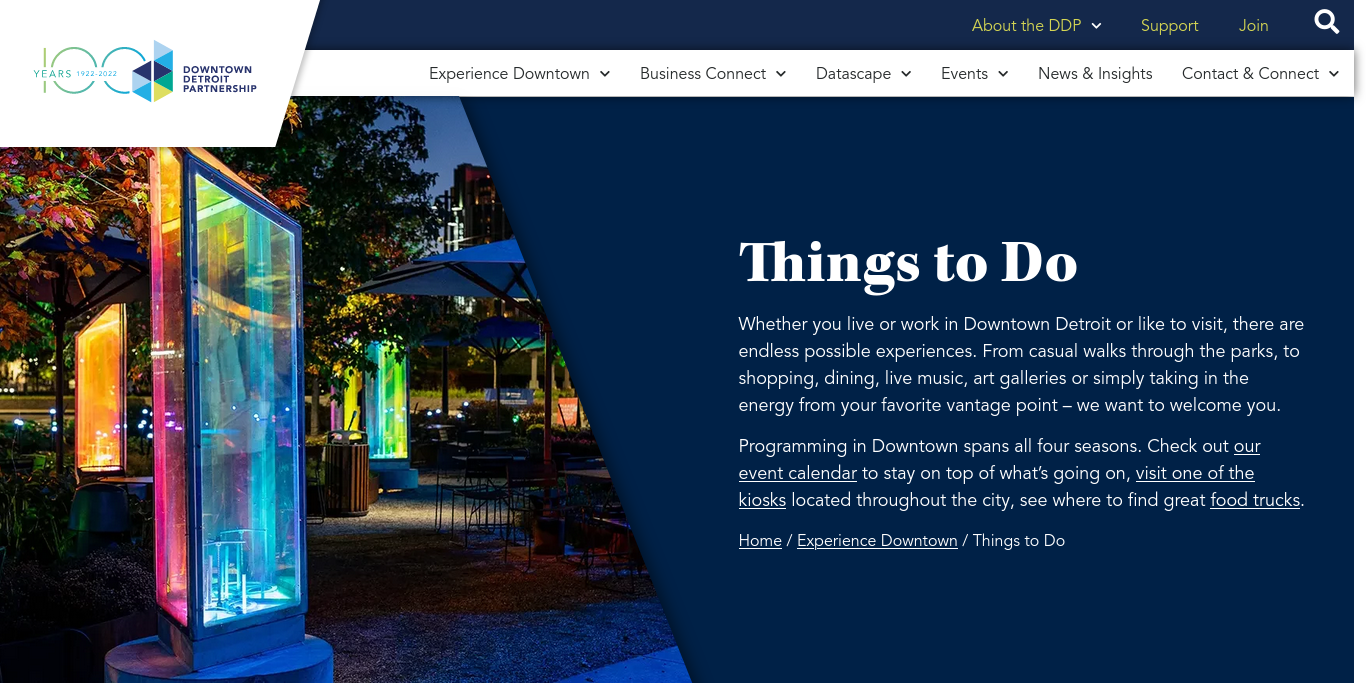 About the DDP
Support
Join
100
YEARS 1922-2022
DOWNTOWN
DETROIT
PARTNERSHIP
Experience Downtown
Business Connect
Datascape
Events
News & Insights
Contact & Connect
Things to Do
Whether you live or work in Downtown Detroit or like to visit, there are
endless possible experiences. From casual walks through the parks, to
shopping, dining, live music, art galleries or simply taking in the
energy from your favorite vantage point – we want to welcome you.
Programming in Downtown spans all four seasons. Check out our
event calendar to stay on top of what’s going on, visit one of the
kiosks located throughout the city, see where to find great food trucks.
Home / Experience Downtown / Things to Do